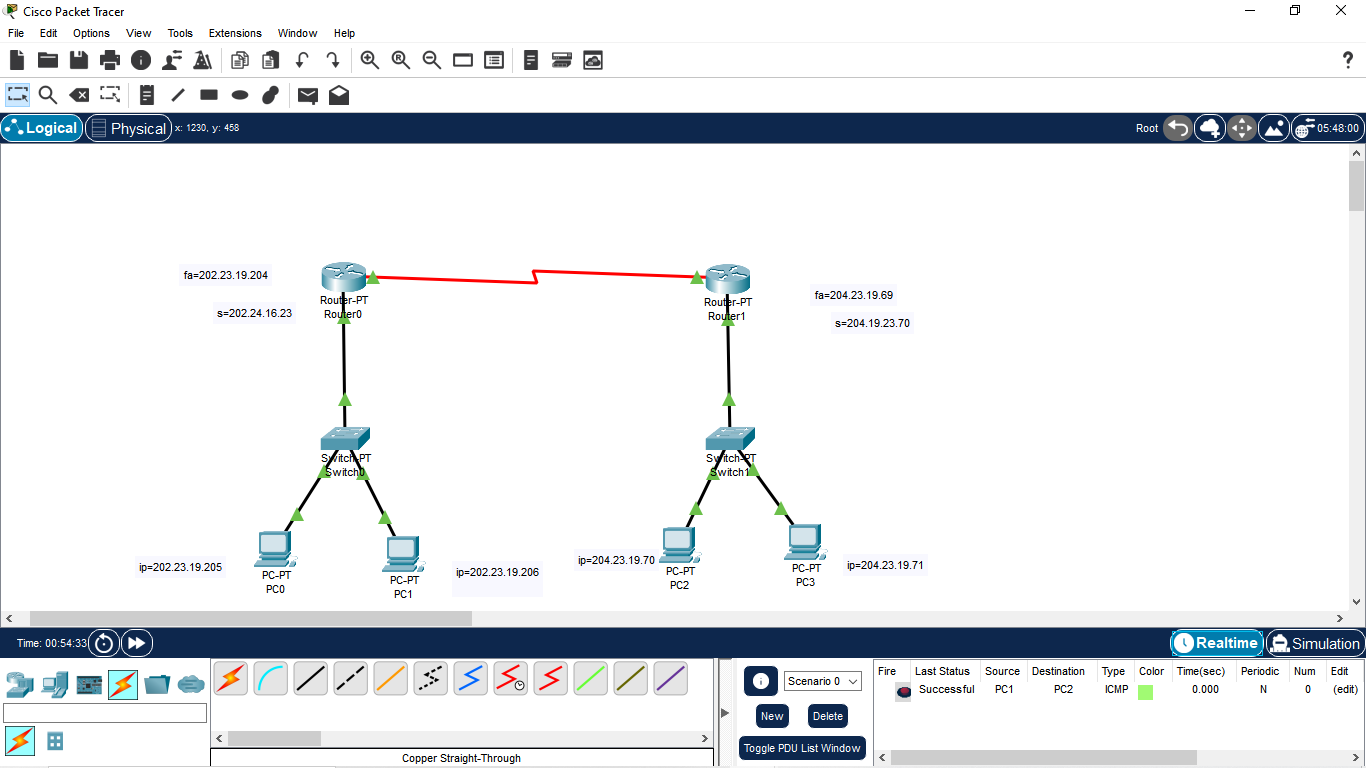 Cisco Packet Tracer
File Edit Options View Tools Extensions Window Help
Logical Physical x: 1230, y: 458 Root 05:48:00
fa=202.23.19.204
s=202.24.16.23
Router-PT
Router0
Router-PT
Router1
fa=204.23.19.69
s=204.19.23.70
Switch-PT
Switch0
Switch-PT
Switch1
ip=202.23.19.205
PC-PT
PC0
PC-PT
PC1
ip=202.23.19.206
ip=204.23.19.70
PC-PT
PC2
PC-PT
PC3
ip=204.23.19.71
Time: 00:54:33 Realtime Simulation
Scenario 0
New Delete
Toggle PDU List Window
Fire Last Status Source Destination Type Color Time(sec) Periodic Num Edit
Successful PC1 PC2 ICMP 0.000 N 0 (edit)
Copper Straight-Through